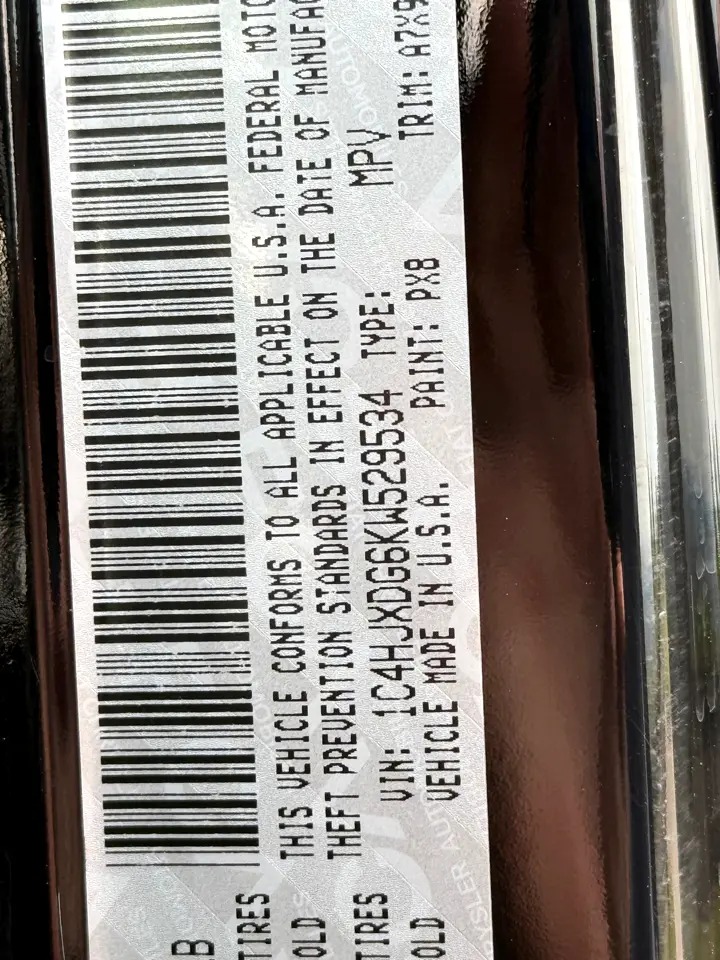 THIS VEHICLE CONFORMS TO ALL APPLICABLE U.S.A. FEDERAL MOTO
THEFT PREVENTION STANDARDS IN EFFECT ON THE DATE OF MANUFAC
VIN: 1C4HJXDG6KW529534 TYPE: MPV
VEHICLE MADE IN U.S.A. PAINT: PX8 TRIM: A7X9
B
TIRES
OLD
TIRES
OLD